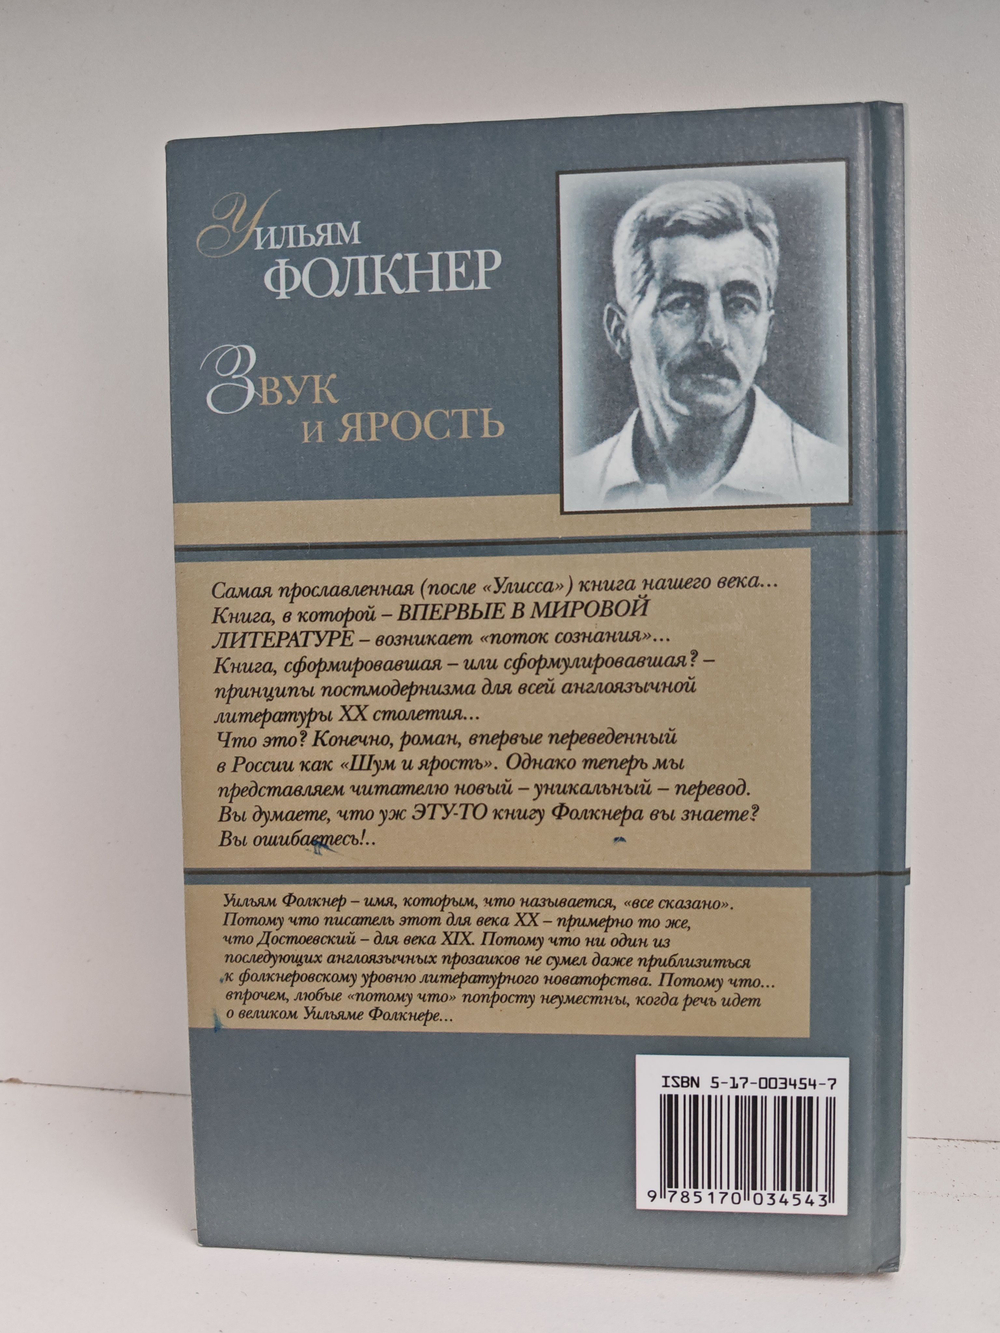 Уильям
ФОЛКНЕР
Звук
и ЯРОСТЬ
Самая прославленная (после «Улисса») книга нашего века...
Книга, в которой – ВПЕРВЫЕ В МИРОВОЙ
ЛИТЕРАТУРЕ – возникает «поток сознания»...
Книга, сформировавшая – или сформулировавшая? –
принципы постмодернизма для всей англоязычной
литературы XX столетия...
Что это? Конечно, роман, впервые переведенный
в России как «Шум и ярость». Однако теперь мы
представляем читателю новый – уникальный – перевод.
Вы думаете, что уж ЭТУ-ТО книгу Фолкнера вы знаете?
Вы ошибаетесь!..
Уильям Фолкнер – имя, которым, что называется, «все сказано».
Потому что писатель этот для века XX – примерно то же,
что Достоевский – для века XIX. Потому что ни один из
последующих англоязычных прозаиков не сумел даже приблизиться
к фолкнеровскому уровню литературного новаторства. Потому что...
впрочем, любые «потому что» попросту неуместны, когда речь идет
о великом Уильяме Фолкнере...
ISBN 5-17-003454-7
9 785170 034543